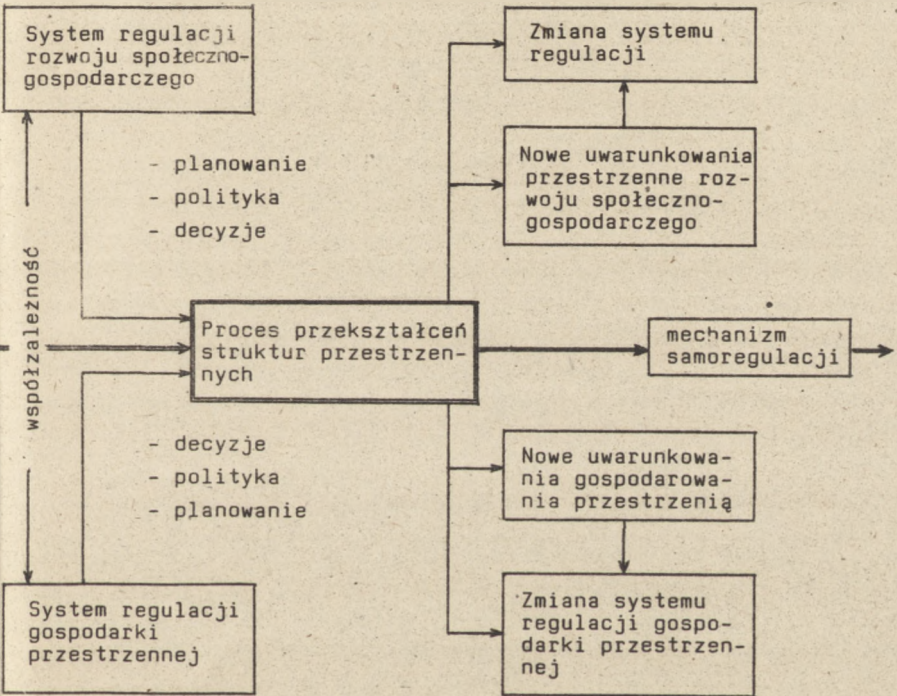 System regulacji
rozwoju społeczno-
gospodarczego
- planowanie
- polityka
- decyzje
współzależność
- decyzje
- polityka
- planowanie
System regulacji
gospodarki
przestrzennej
Proces przekształceń
struktur przestrzen-
nych
Zmiana systemu
regulacji
Nowe uwarunkowania
przestrzenne roz-
woju społeczno-
gospodarczego
mechanizm
samoregulacji
Nowe uwarunkowa-
nia gospodarowa-
nia przestrzenią
Zmiana systemu
regulacji gospo-
darki przestrzen-
nej